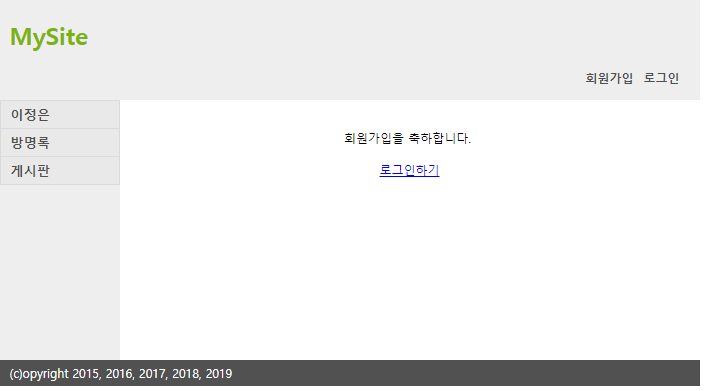 MySite
회원가입 로그인
이정은
방명록
게시판
회원가입을 축하합니다.
로그인하기
(c)opyright 2015, 2016, 2017, 2018, 2019